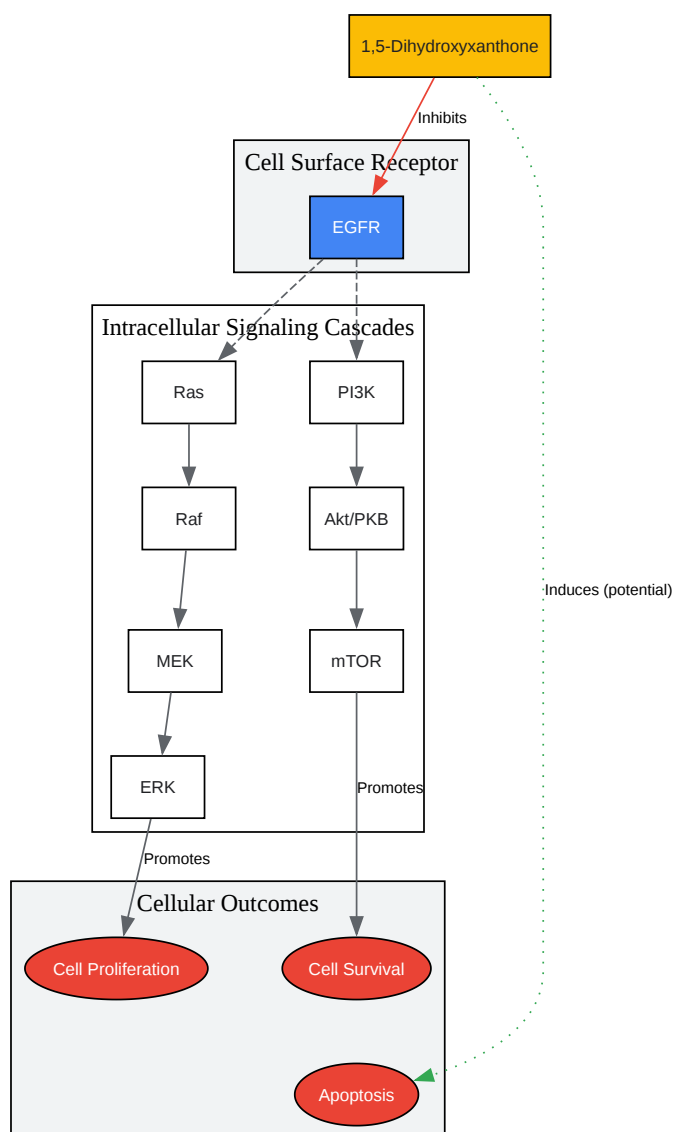 1,5-Dihydroxyxanthone
Inhibits
Cell Surface Receptor
EGFR
Intracellular Signaling Cascades
Ras
PI3K
Raf
Akt/PKB
Induces (potential)
MEK
mTOR
ERK
Promotes
Promotes
Cellular Outcomes
Cell Proliferation
Cell Survival
Apoptosis